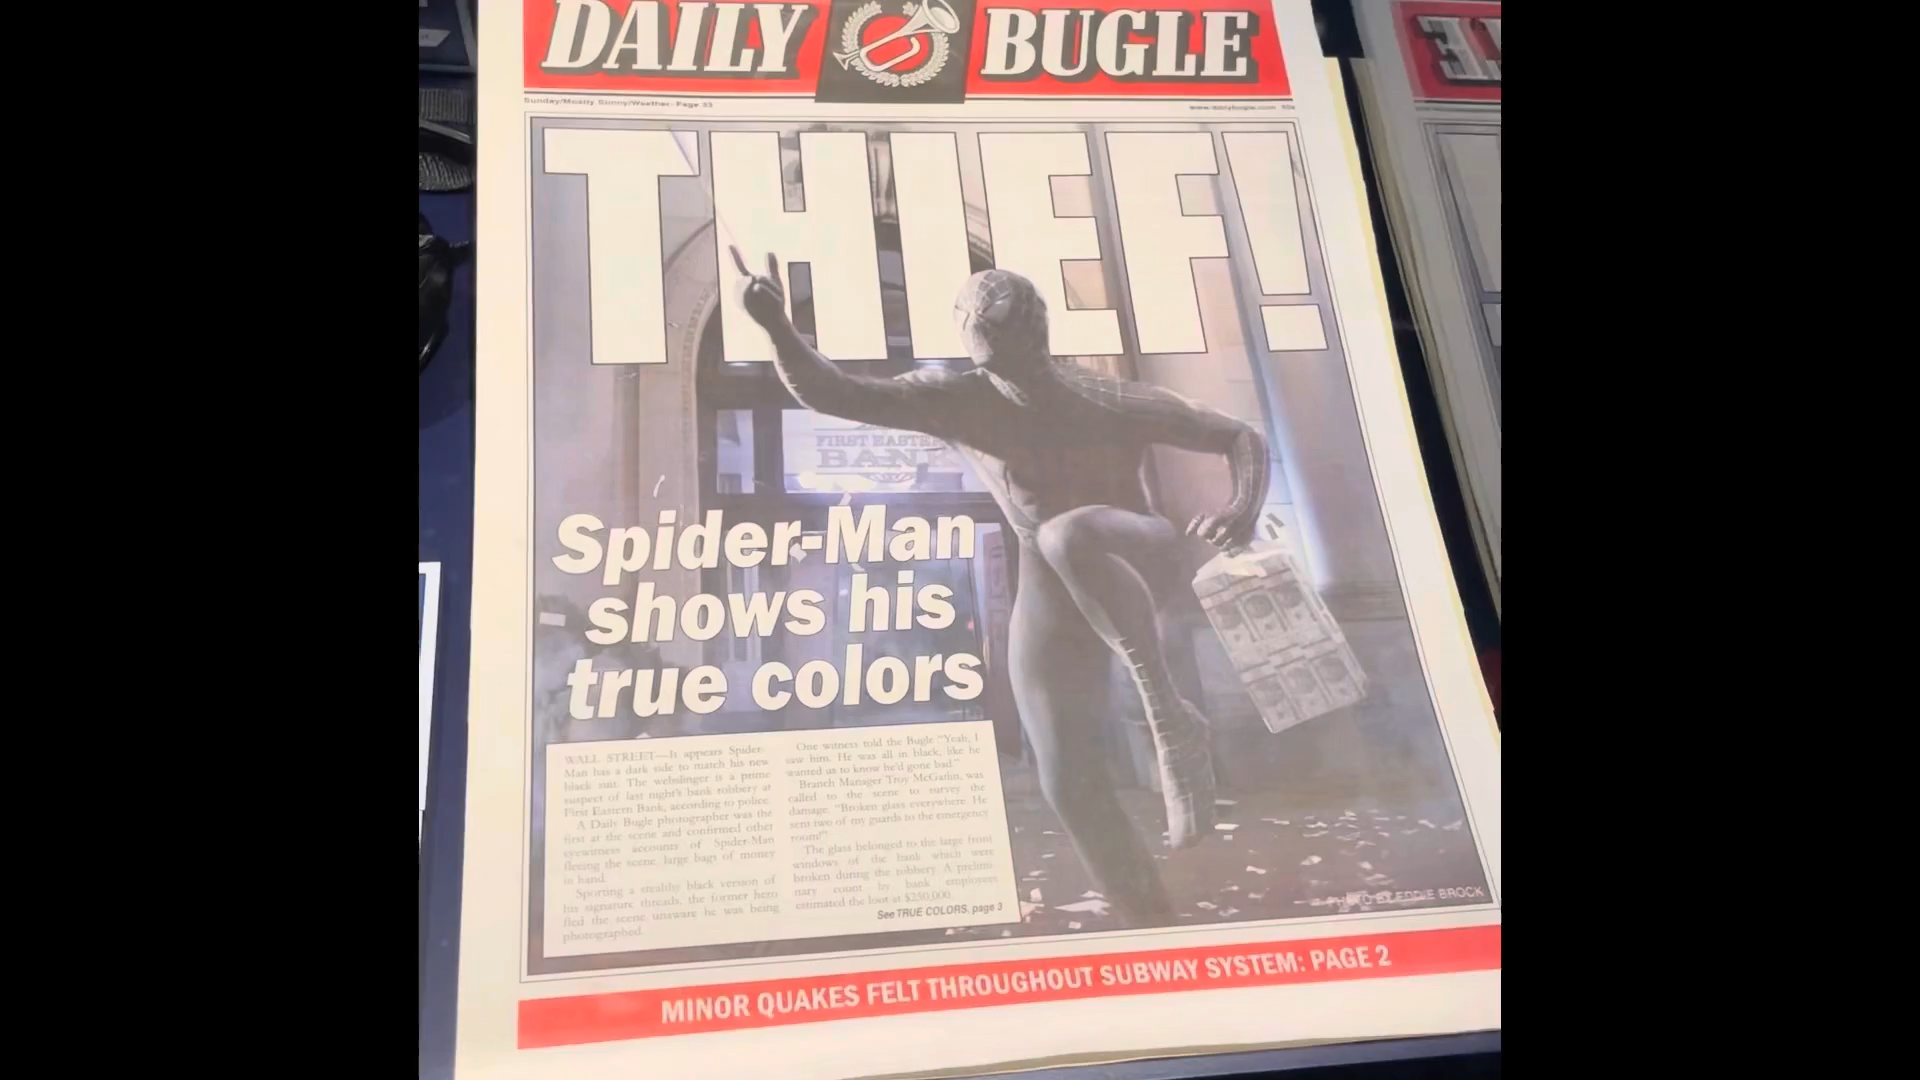 DAILY BUGLE
Sunday/Mostly Sunny/Weather- Page 33
www.dailybugle.com 50¢
THIEF!
FIRST EASTE
BAN
Spider-Man
shows his
true colors
WALL STREET—It appears Spider-
Man has a dark side to match his new
black suit. The webslinger is a prime
suspect of last night's bank robbery at
First Eastern Bank, according to police.
A Daily Bugle photographer was the
first at the scene and confirmed other
eyewitness accounts of Spider-Man
fleeing the scene, large bags of money
in hand.
Sporting a stealthy black version of
his signature threads, the former hero
fled the scene, unaware he was being
photographed.
One witness told the Bugle "Yeah, I
saw him. He was all in black, like he
wanted us to know he'd gone bad."
Branch Manager Troy McGatlin, was
called to the scene to survey the
damage. "Broken glass everywhere. He
sent two of my guards to the emergency
room!"
The glass belonged to the large front
windows of the bank which were
broken during the robbery. A prelimi
nary count by bank employees
estimated the loot at $250,000.
See TRUE COLORS, page 3
PHOTO BY EDDIE BROCK
MINOR QUAKES FELT THROUGHOUT SUBWAY SYSTEM: PAGE 2